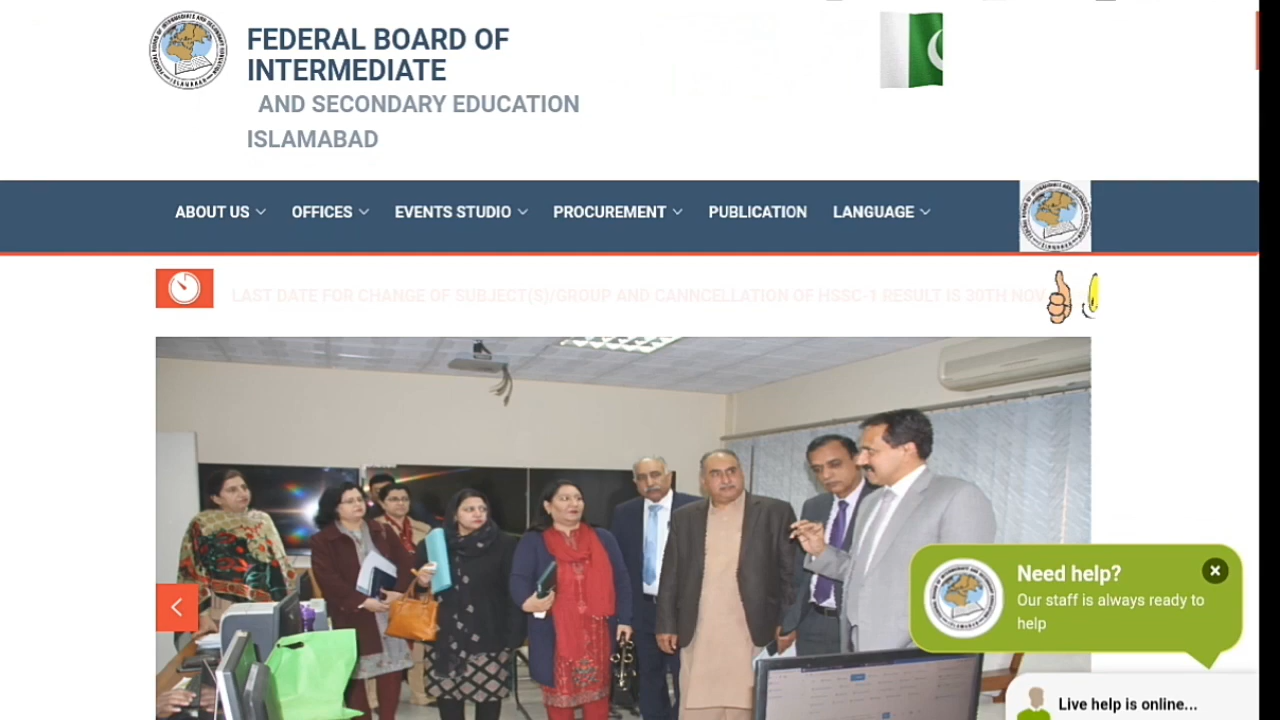 FEDERAL BOARD OF
INTERMEDIATE
AND SECONDARY EDUCATION
ISLAMABAD
ABOUT US OFFICES EVENTS STUDIO PROCUREMENT PUBLICATION LANGUAGE
LAST DATE FOR CHANGE OF SUBJECT(S)/GROUP AND CANNCELLATION OF HSSC-1 RESULT IS 30TH NOV
Need help?
Our staff is always ready to
help
Live help is online...